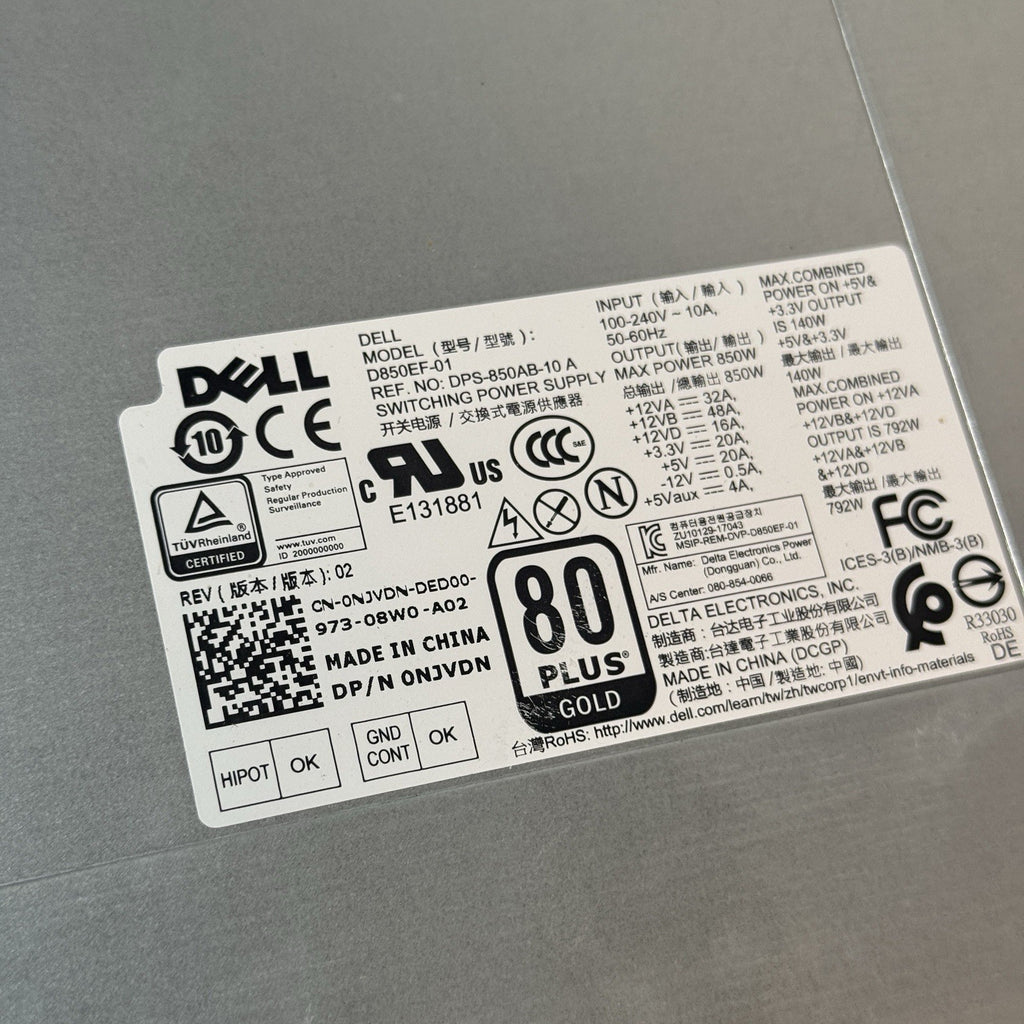 DELL
10
CE
TÜVRheinland®
CERTIFIED
Type Approved
Safety
Regular Production
Surveillance
www.tuv.com
ID 2000000000
REV (版本/版本): 02
CN-0NJVDN-DED00-
973-08W0-A02
MADE IN CHINA
DP/N 0NJVDN
HIPOT OK
GND CONT OK
DELL
MODEL (型号/型號):
D850EF-01
REF. NO: DPS-850AB-10 A
SWITCHING POWER SUPPLY
开关电源 / 交換式電源供應器
c RU US
E131881
CCC S&E
N
80
PLUS®
GOLD
INPUT (输入/輸入)
100-240V ~ 10A,
50-60Hz
OUTPUT(输出/輸出)
MAX POWER 850W
总输出 /總輸出 850W
+12VA ⎓ 32A,
+12VB ⎓ 48A,
+12VD ⎓ 16A,
+3.3V ⎓ 20A,
+5V ⎓ 20A,
-12V ⎓ 0.5A,
+5Vaux ⎓ 4A,
MAX.COMBINED
POWER ON +5V&
+3.3V OUTPUT
IS 140W
+5V&+3.3V
最大输出 / 最大輸出
140W
MAX.COMBINED
POWER ON +12VA
+12VB&+12VD
OUTPUT IS 792W
+12VA&+12VB
&+12VD
最大输出 /最大輸出
792W
컴퓨터용전원공급장치
ZU10129-17043
MSIP-REM-DVP-D850EF-01
Mfr. Name: Delta Electronics Power
(Dongguan) Co., Ltd.
A/S Center: 080-854-0066
FC
ICES-3(B)/NMB-3(B)
DELTA ELECTRONICS, INC.
制造商：台达电子工业股份有限公司
製造商:台達電子工業股份有限公司
MADE IN CHINA (DCGP)
(制造地：中国 /製造地: 中國)
R33030
RoHS
DE
台灣RoHS: http://www.dell.com/learn/tw/zh/twcorp1/envt-info-materials